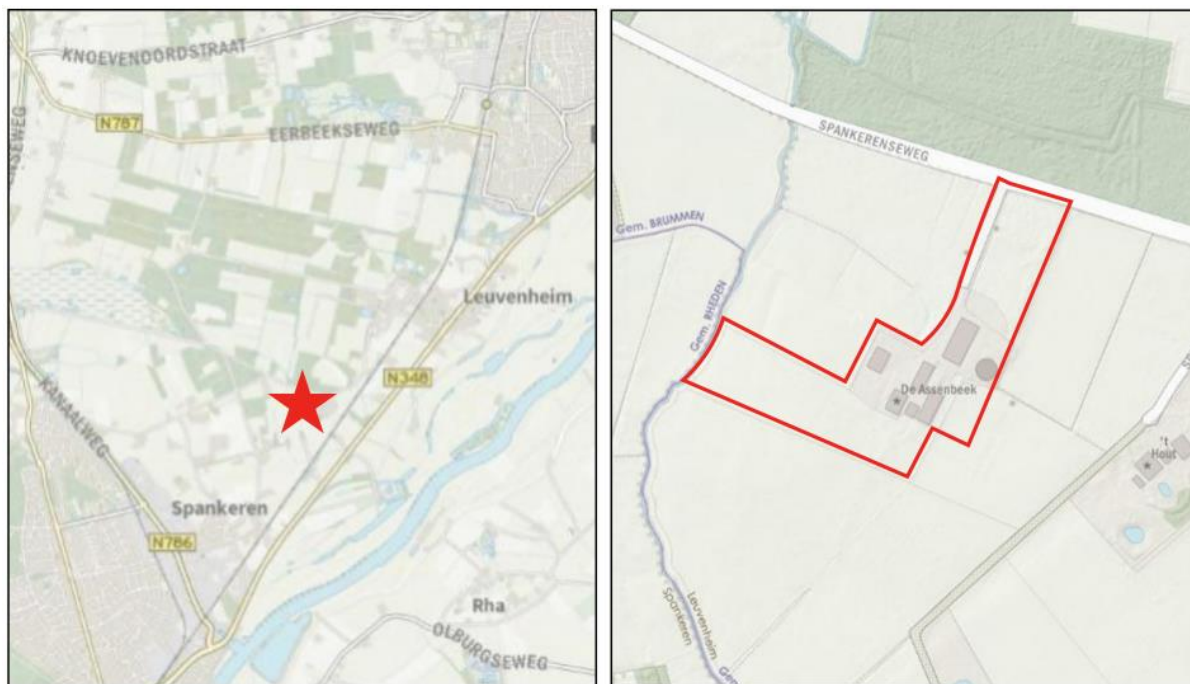 KNOEVENOORDSTRAAT
N787
EERBEEKSEWEG
ENSEWEG
Leuvenheim
N348
KANAALWEG
Spankeren
N786
Rha
OLBURGSEWEG
SPANKERENSEWEG
Gem. BRUMMEN
Gem. RHEDEN
De Assenbeek
't
Hout
Leuvenheim
Spankeren